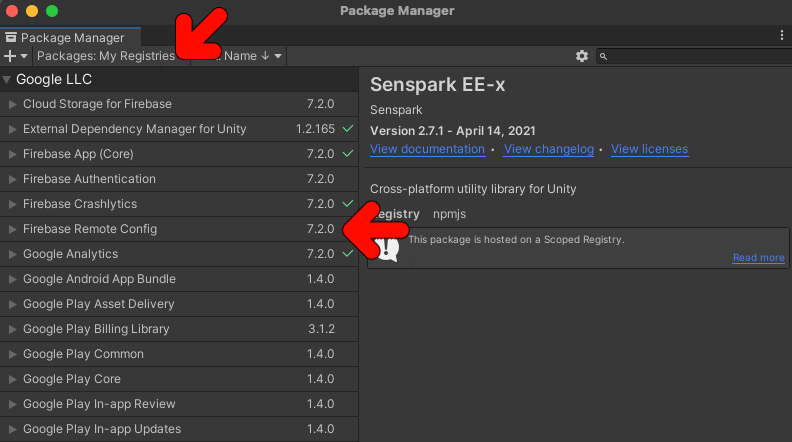 Package Manager
Package Manager
Packages: My Registries Name ↓
Google LLC
Cloud Storage for Firebase 7.2.0
External Dependency Manager for Unity 1.2.165
Firebase App (Core) 7.2.0
Firebase Authentication 7.2.0
Firebase Crashlytics 7.2.0
Firebase Remote Config 7.2.0
Google Analytics 7.2.0
Google Android App Bundle 1.4.0
Google Play Asset Delivery 1.4.0
Google Play Billing Library 3.1.2
Google Play Common 1.4.0
Google Play Core 1.4.0
Google Play In-app Review 1.4.0
Google Play In-app Updates 1.4.0
Senspark EE-x
Senspark
Version 2.7.1 - April 14, 2021
View documentation • View changelog • View licenses
Cross-platform utility library for Unity
egistry npmjs
This package is hosted on a Scoped Registry.
Read more